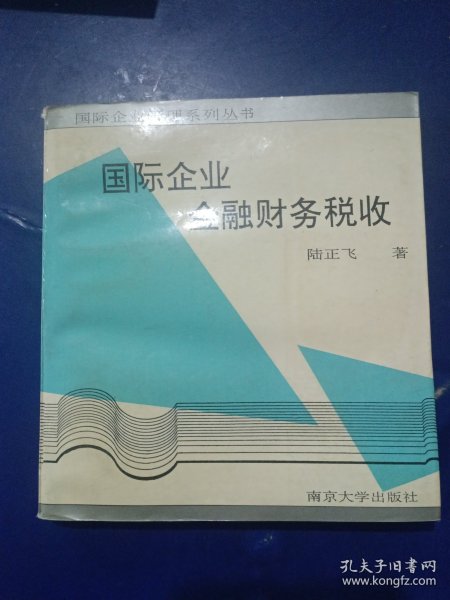 国际企业管理系列丛书
国际企业
金融财务税收
陆正飞 著
南京大学出版社
孔夫子旧书网
www.kongfz.com